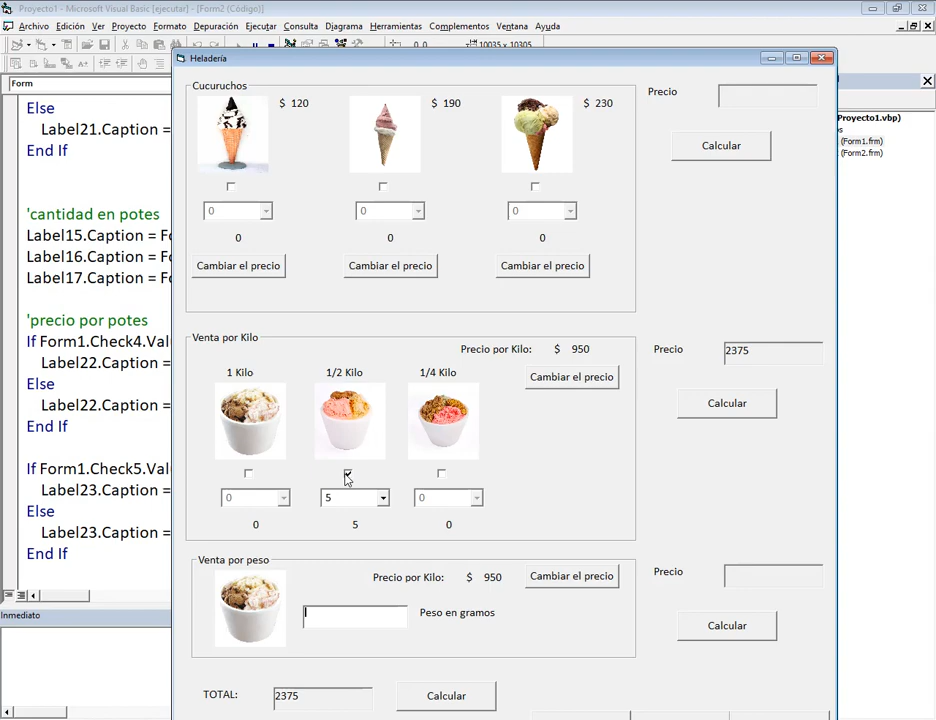 Proyecto1 - Microsoft Visual Basic [ejecutar] - [Form2 (Código)]
Archivo Edición Ver Proyecto Formato Depuración Ejecutar Consulta Diagrama Herramientas Complementos Ventana Ayuda
0, 0 10035 x 10305
Heladería
Form
Else
Label21.Caption =
End If
'cantidad en potes
Label15.Caption = Fo
Label16.Caption = Fo
Label17.Caption = Fo
'precio por potes
If Form1.Check4.Val
Label22.Caption =
Else
Label22.Caption =
End If
If Form1.Check5.Val
Label23.Caption =
Else
Label23.Caption =
End If
Inmediato
Cucuruchos
$ 120 $ 190 $ 230
0 0 0
0 0 0
Cambiar el precio Cambiar el precio Cambiar el precio
Precio
Calcular
Venta por Kilo
Precio por Kilo: $ 950
Cambiar el precio
1 Kilo 1/2 Kilo 1/4 Kilo
0 5 0
0 5 0
Precio 2375
Calcular
Venta por peso
Precio por Kilo: $ 950 Cambiar el precio
Peso en gramos
Precio
Calcular
TOTAL: 2375 Calcular
Proyecto1.vbp)
os
(Form1.frm)
(Form2.frm)